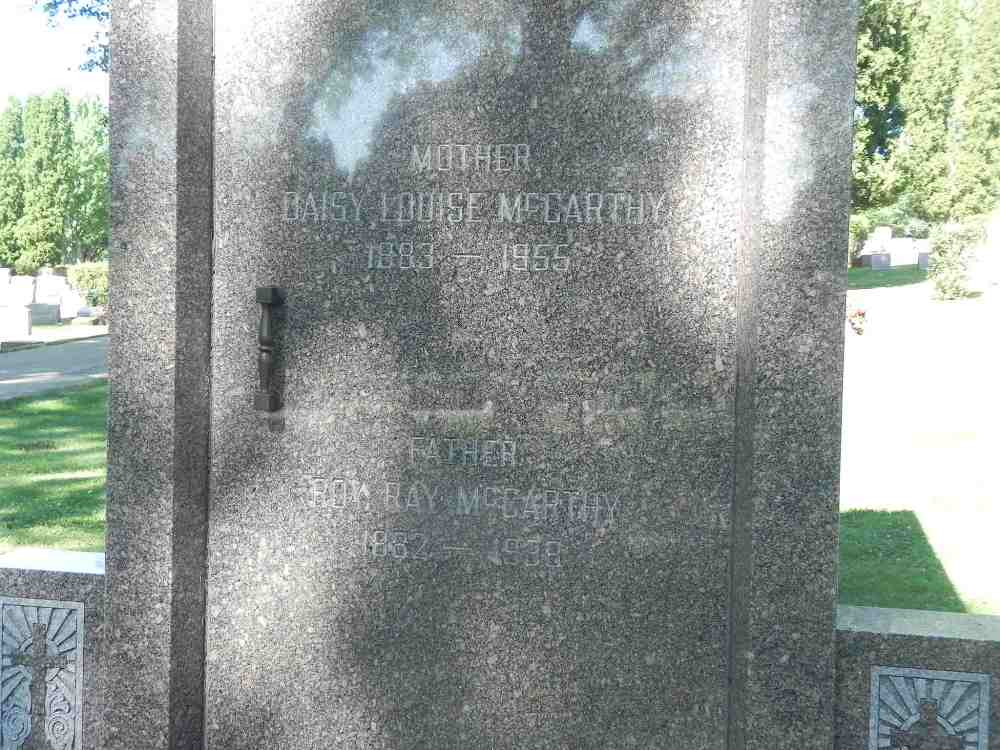 MOTHER
DAISY LOUISE McCARTHY
1883 — 1955
FATHER
ROY RAY McCARTHY
1882 — 1938